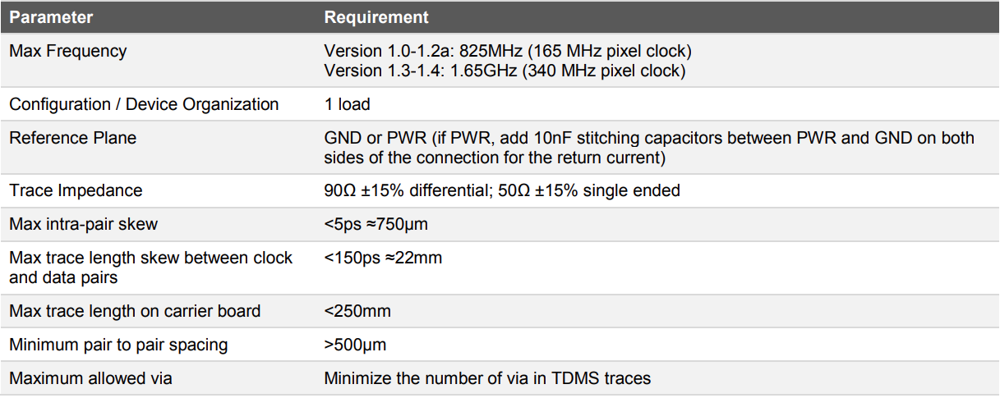 Parameter Requirement
Max Frequency Version 1.0-1.2a: 825MHz (165 MHz pixel clock)
Version 1.3-1.4: 1.65GHz (340 MHz pixel clock)
Configuration / Device Organization 1 load
Reference Plane GND or PWR (if PWR, add 10nF stitching capacitors between PWR and GND on both
sides of the connection for the return current)
Trace Impedance 90Ω ±15% differential; 50Ω ±15% single ended
Max intra-pair skew <5ps ≈750µm
Max trace length skew between clock <150ps ≈22mm
and data pairs
Max trace length on carrier board <250mm
Minimum pair to pair spacing >500µm
Maximum allowed via Minimize the number of via in TDMS traces